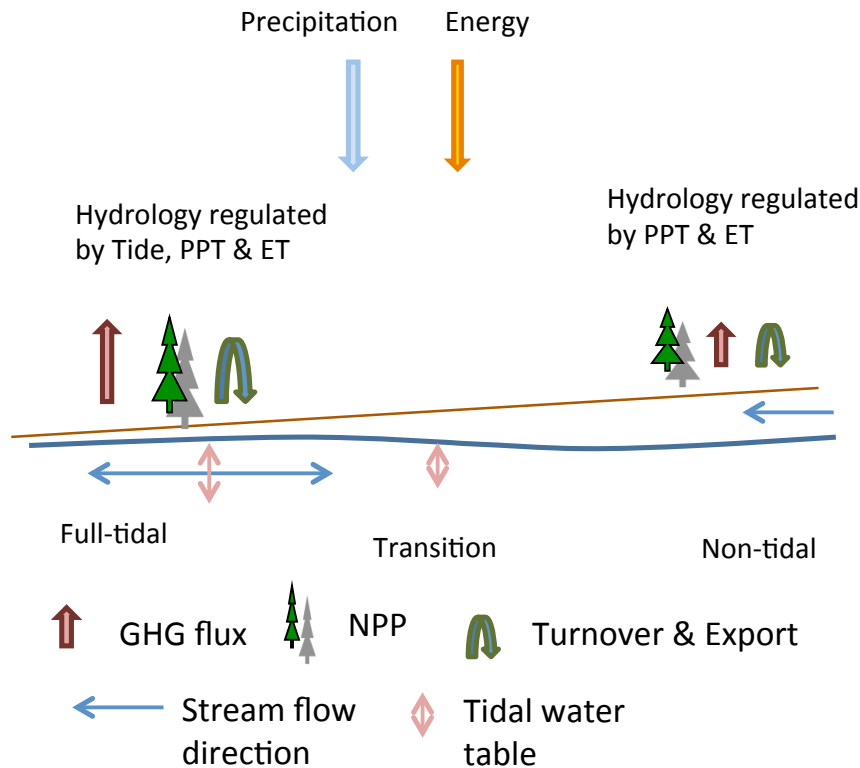 Precipitation
Energy
Hydrology regulated
by Tide, PPT & ET
Hydrology regulated
by PPT & ET
Full-tidal
Transition
Non-tidal
GHG flux
NPP
Turnover & Export
Stream flow
direction
Tidal water
table